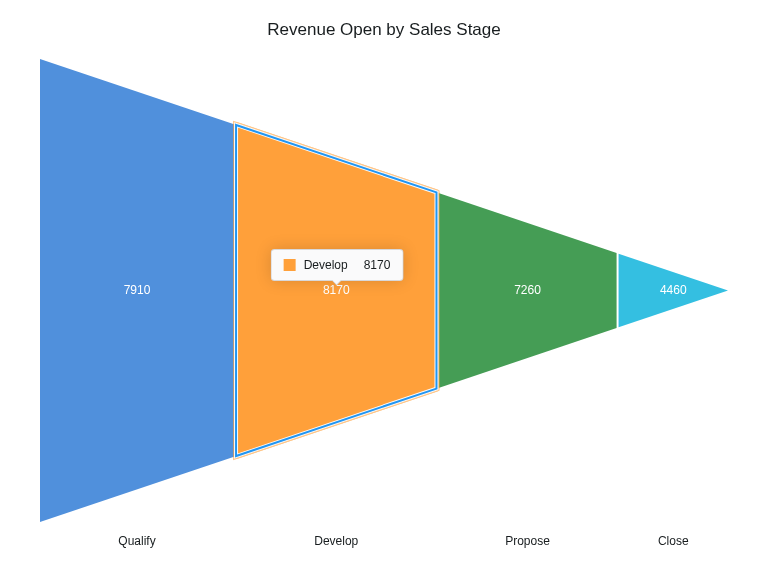 Revenue Open by Sales Stage
Develop 8170
7910 8170 7260 4460
Qualify Develop Propose Close